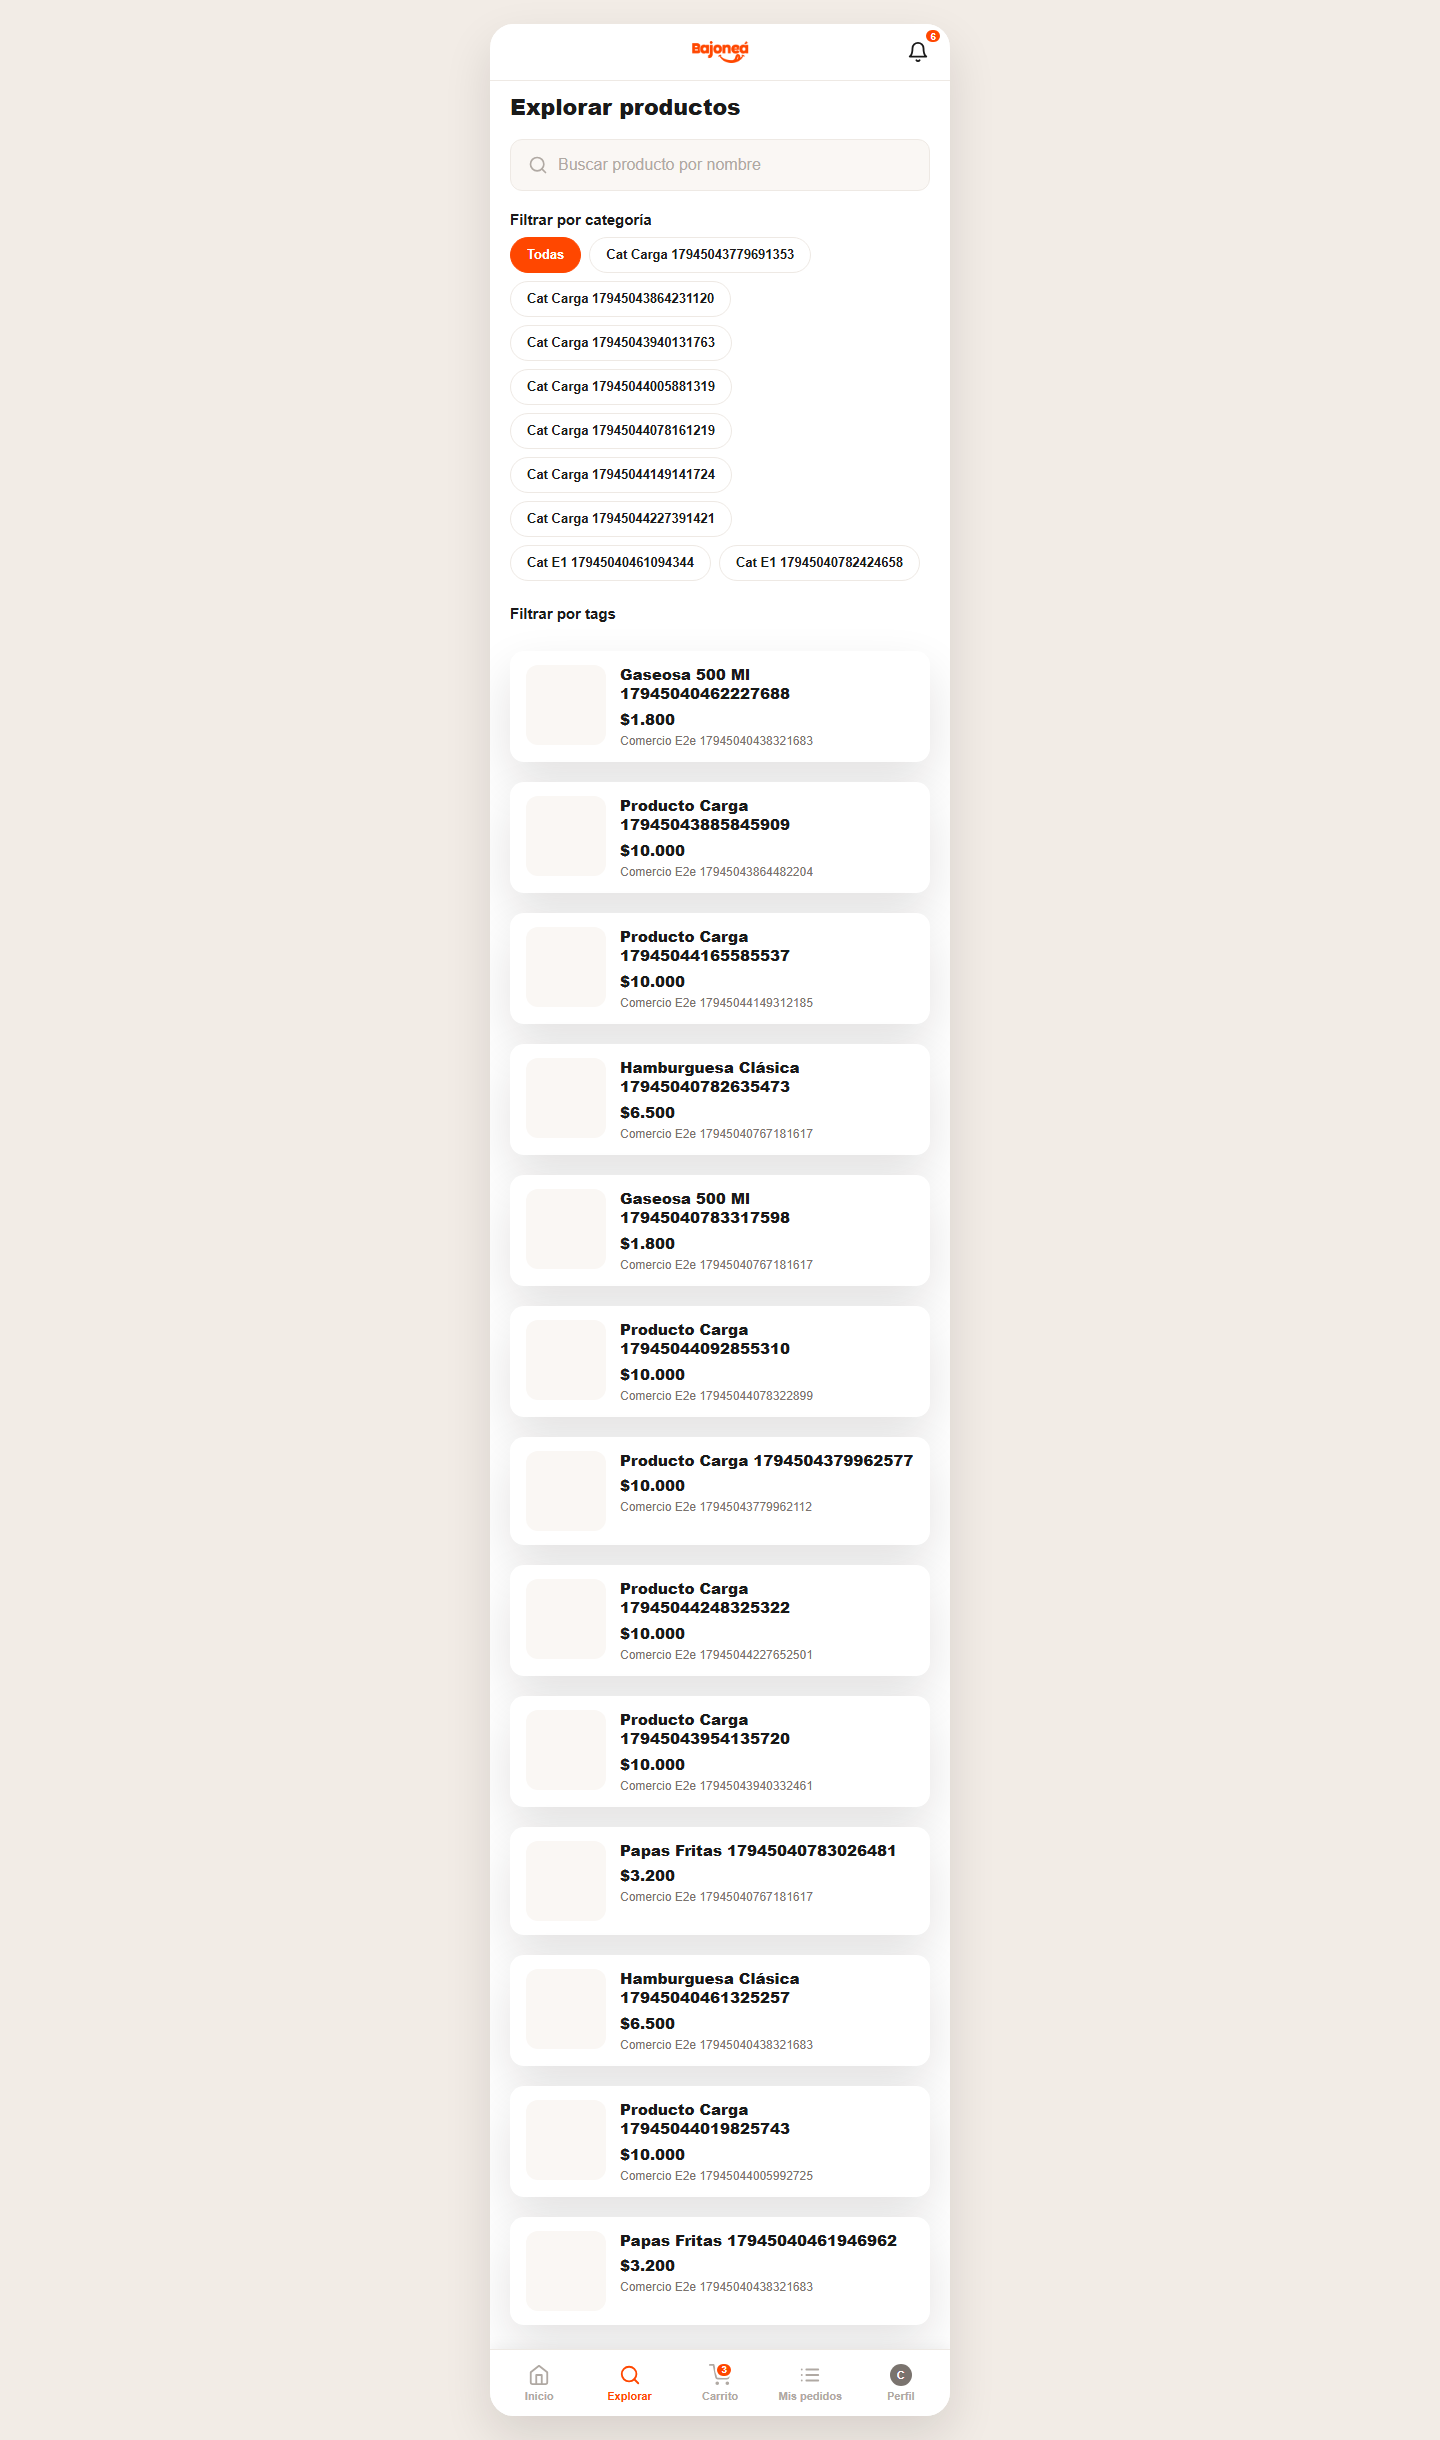 Bajoneá
6
Explorar productos
Buscar producto por nombre
Filtrar por categoría
Todas
Cat Carga 17945043779691353
Cat Carga 17945043864231120
Cat Carga 17945043940131763
Cat Carga 17945044005881319
Cat Carga 17945044078161219
Cat Carga 17945044149141724
Cat Carga 17945044227391421
Cat E1 17945040461094344
Cat E1 17945040782424658
Filtrar por tags
Gaseosa 500 Ml
17945040462227688
$1.800
Comercio E2e 17945040438321683
Producto Carga
17945043885845909
$10.000
Comercio E2e 17945043864482204
Producto Carga
17945044165585537
$10.000
Comercio E2e 17945044149312185
Hamburguesa Clásica
17945040782635473
$6.500
Comercio E2e 17945040767181617
Gaseosa 500 Ml
17945040783317598
$1.800
Comercio E2e 17945040767181617
Producto Carga
17945044092855310
$10.000
Comercio E2e 17945044078322899
Producto Carga 1794504379962577
$10.000
Comercio E2e 17945043779962112
Producto Carga
17945044248325322
$10.000
Comercio E2e 17945044227652501
Producto Carga
17945043954135720
$10.000
Comercio E2e 17945043940332461
Papas Fritas 17945040783026481
$3.200
Comercio E2e 17945040767181617
Hamburguesa Clásica
17945040461325257
$6.500
Comercio E2e 17945040438321683
Producto Carga
17945044019825743
$10.000
Comercio E2e 17945044005992725
Papas Fritas 17945040461946962
$3.200
Comercio E2e 17945040438321683
Inicio
Explorar
3
Carrito
Mis pedidos
C
Perfil